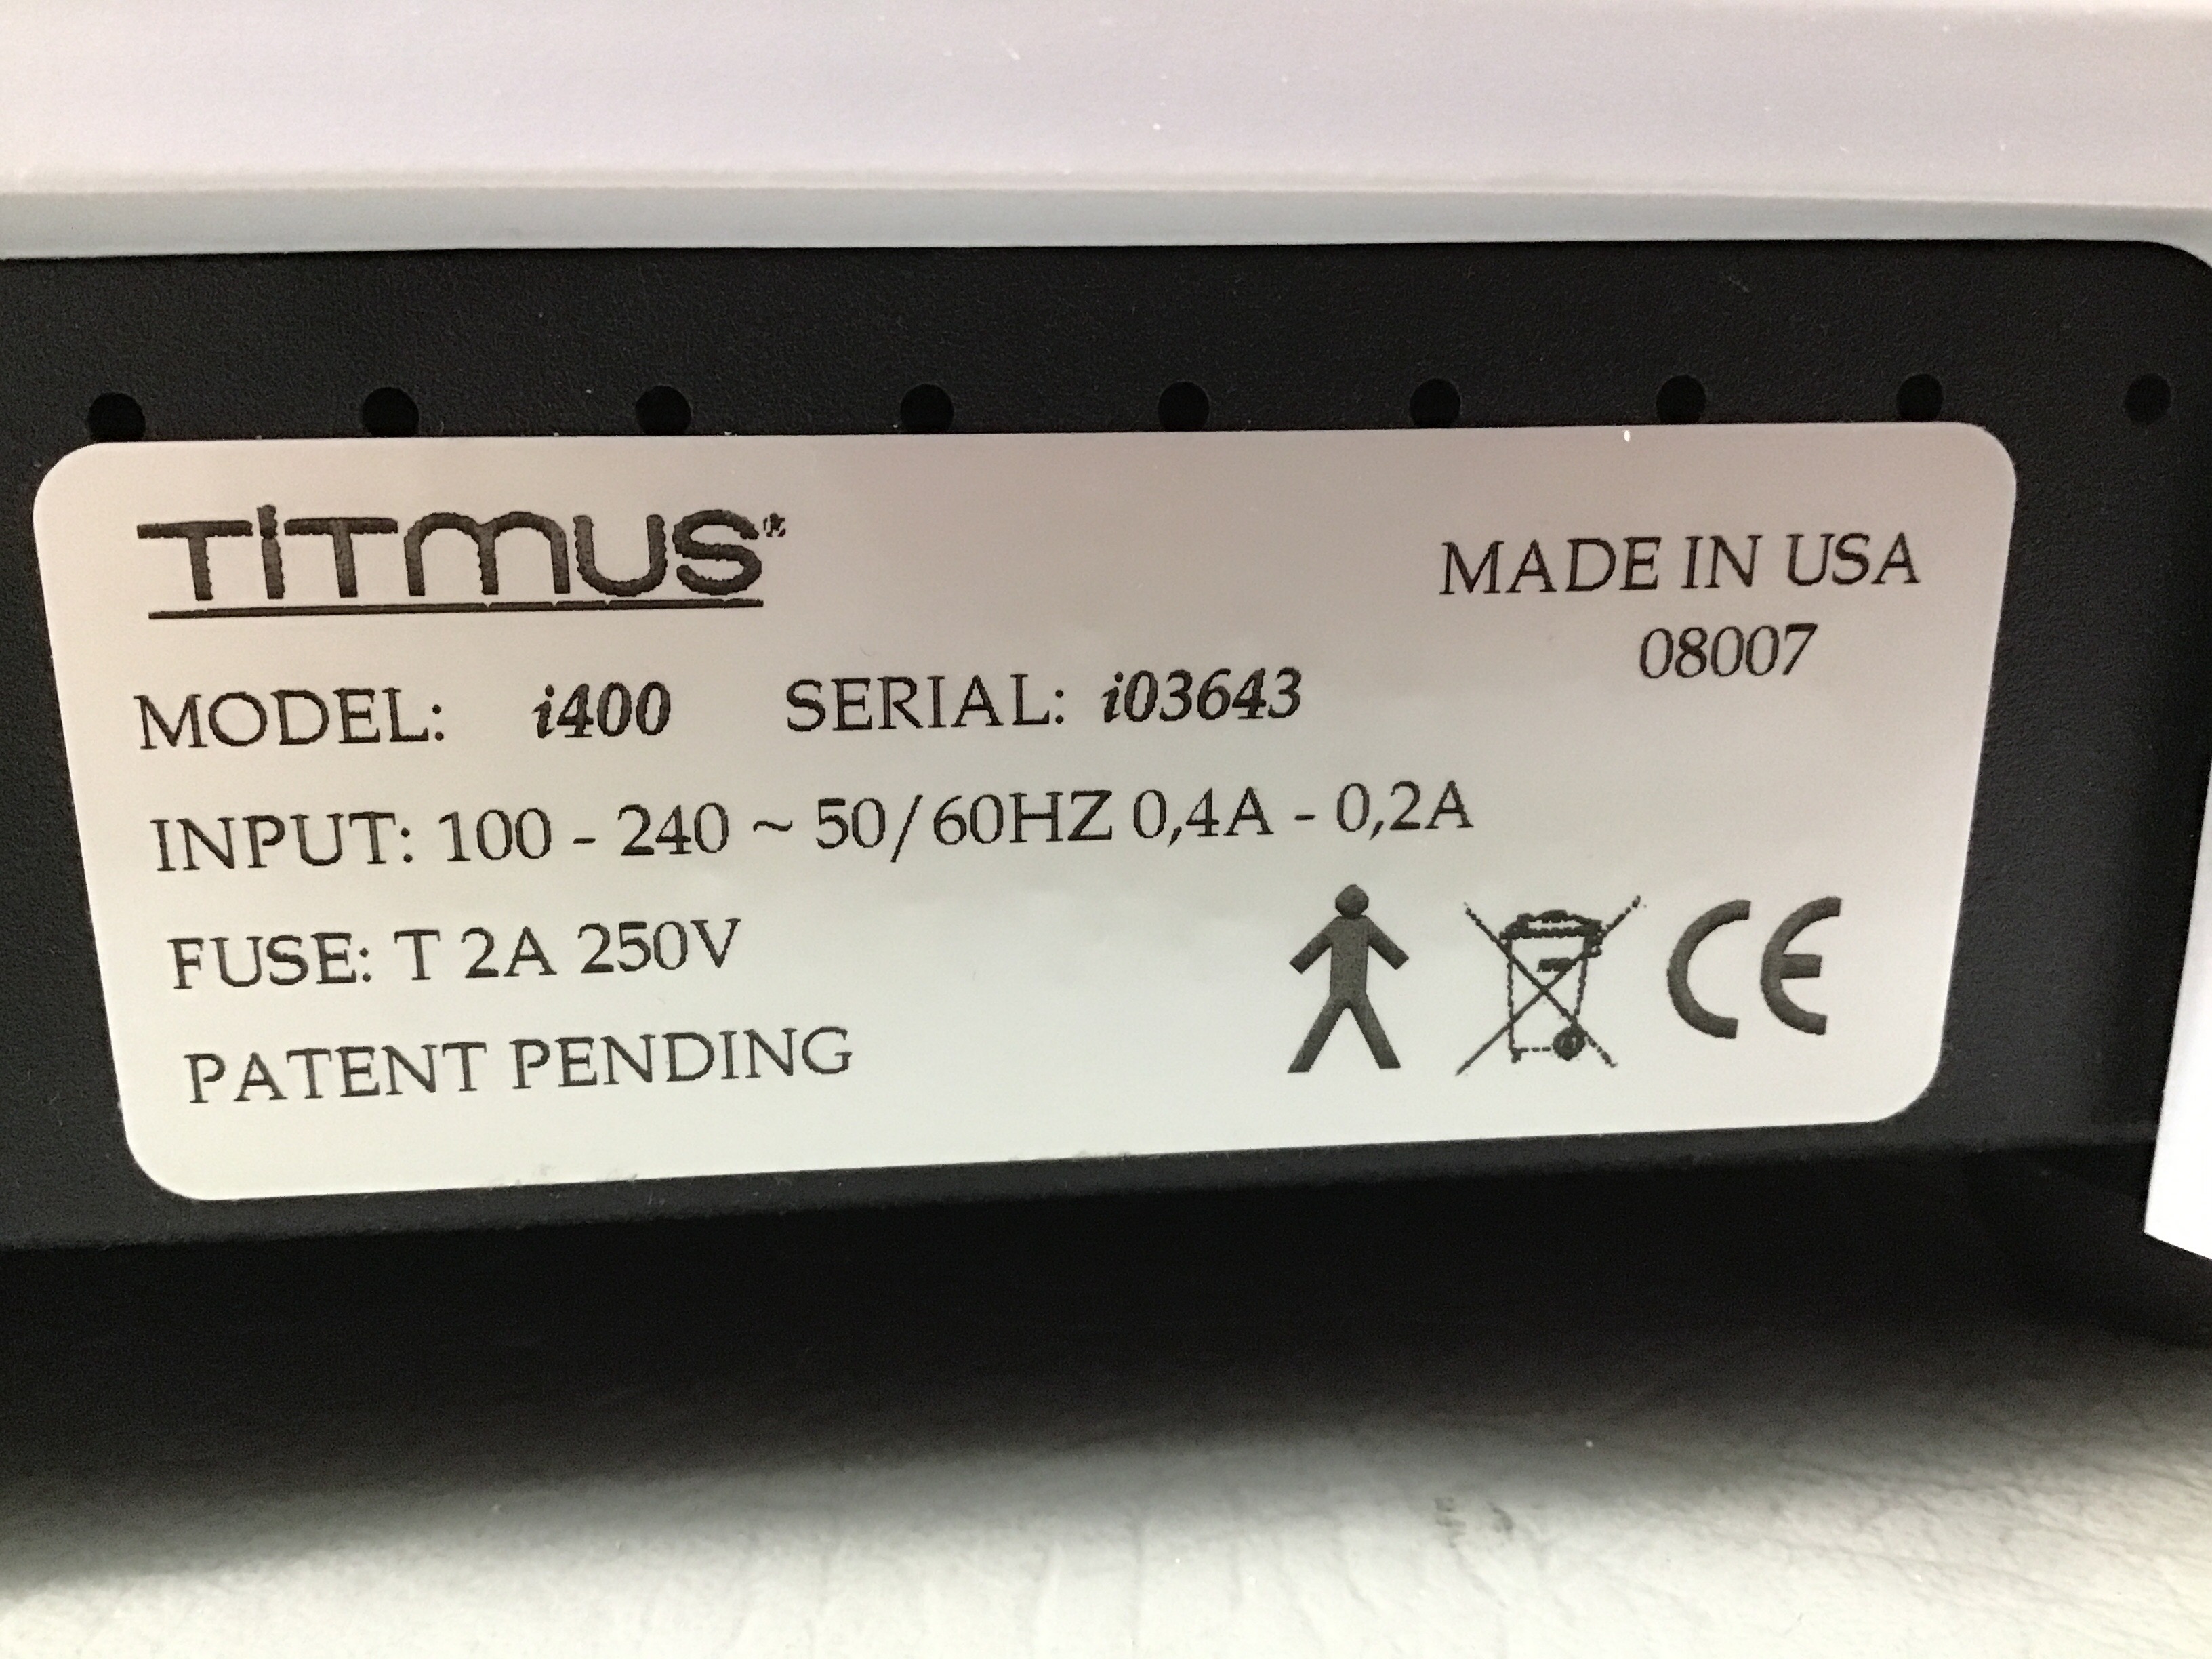 TiTmUS®
MADE IN USA
08007
MODEL: i400 SERIAL: i03643
INPUT: 100 - 240 ~ 50/60HZ 0,4A - 0,2A
FUSE: T 2A 250V
PATENT PENDING
CE